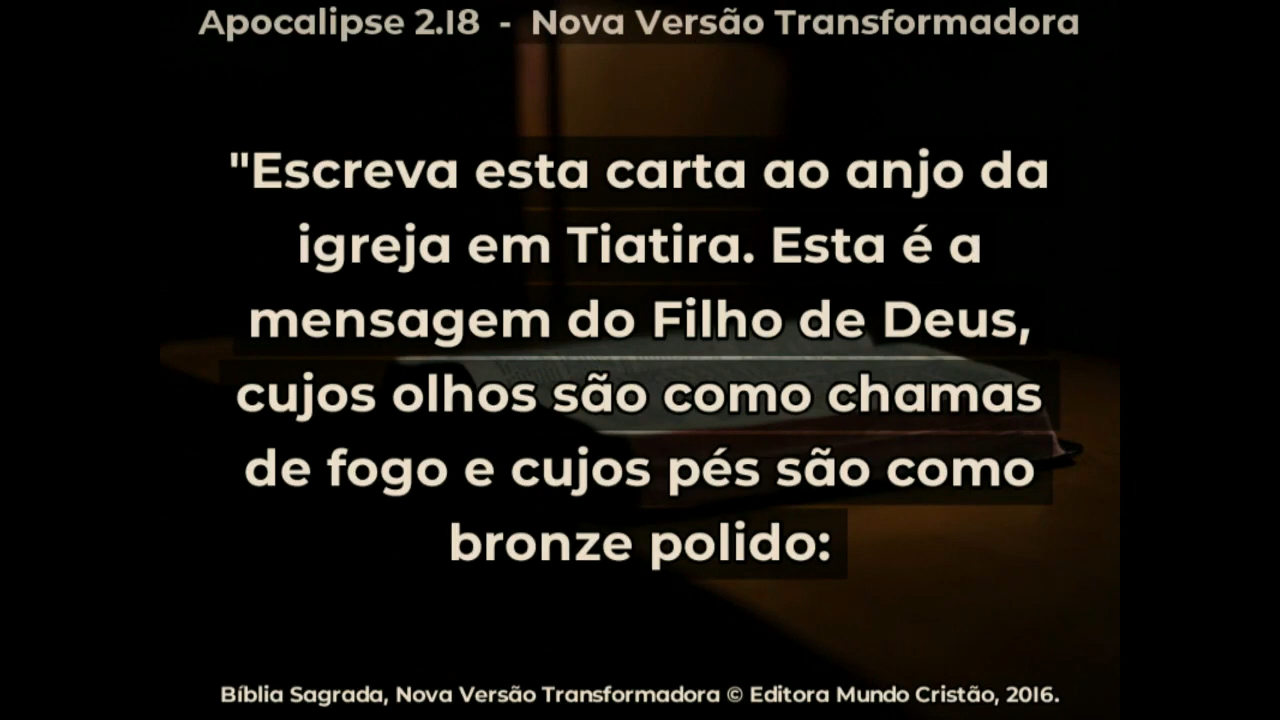 Apocalipse 2.18 - Nova Versão Transformadora
"Escreva esta carta ao anjo da
igreja em Tiatira. Esta é a
mensagem do Filho de Deus,
cujos olhos são como chamas
de fogo e cujos pés são como
bronze polido:
Bíblia Sagrada, Nova Versão Transformadora © Editora Mundo Cristão, 2016.